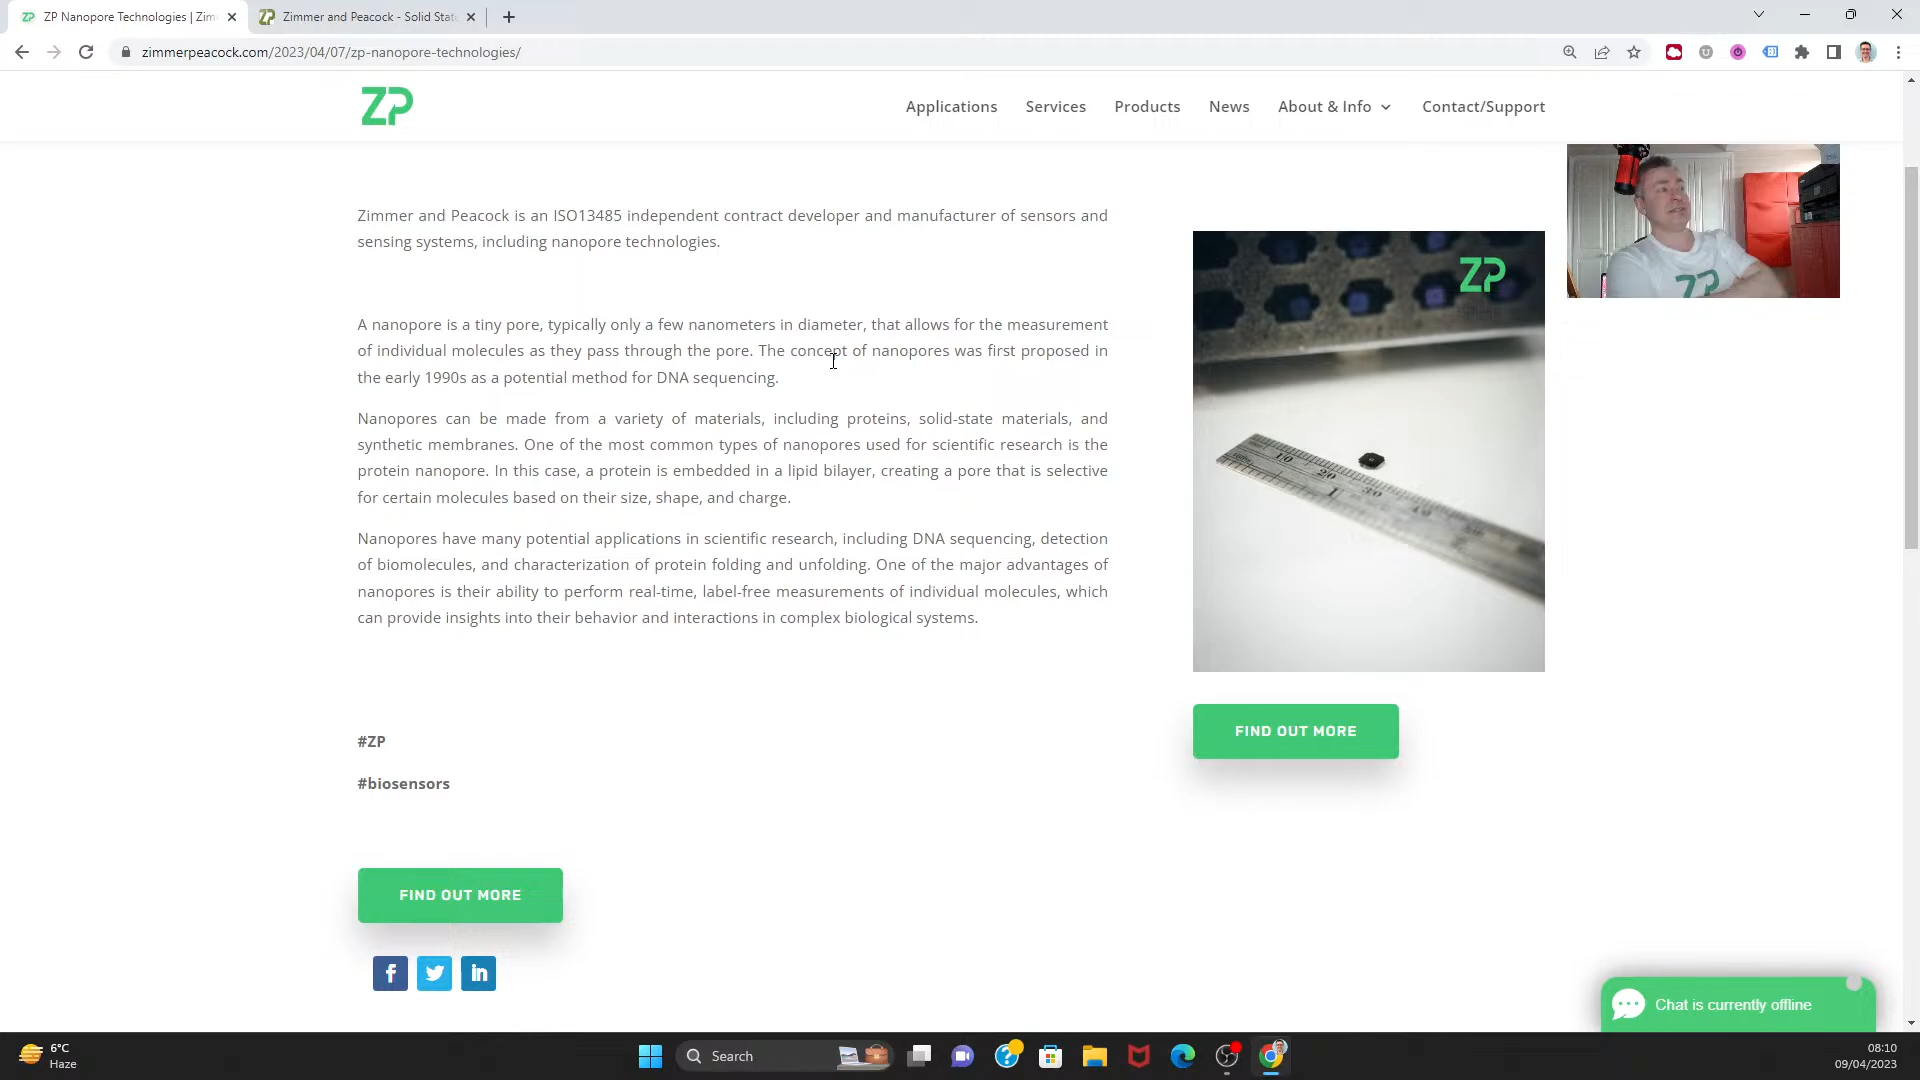 ZP Nanopore Technologies | Zim
Zimmer and Peacock - Solid Stat
zimmerpeacock.com/2023/04/07/zp-nanopore-technologies/
ZP
Applications
Services
Products
News
About & Info
Contact/Support
Zimmer and Peacock is an ISO13485 independent contract developer and manufacturer of sensors and
sensing systems, including nanopore technologies.
A nanopore is a tiny pore, typically only a few nanometers in diameter, that allows for the measurement
of individual molecules as they pass through the pore. The concept of nanopores was first proposed in
the early 1990s as a potential method for DNA sequencing.
Nanopores can be made from a variety of materials, including proteins, solid-state materials, and
synthetic membranes. One of the most common types of nanopores used for scientific research is the
protein nanopore. In this case, a protein is embedded in a lipid bilayer, creating a pore that is selective
for certain molecules based on their size, shape, and charge.
Nanopores have many potential applications in scientific research, including DNA sequencing, detection
of biomolecules, and characterization of protein folding and unfolding. One of the major advantages of
nanopores is their ability to perform real-time, label-free measurements of individual molecules, which
can provide insights into their behavior and interactions in complex biological systems.
#ZP
#biosensors
FIND OUT MORE
ZP
10
20
30
1
FIND OUT MORE
ZP
Chat is currently offline
6°C
Haze
Search
08:10
09/04/2023